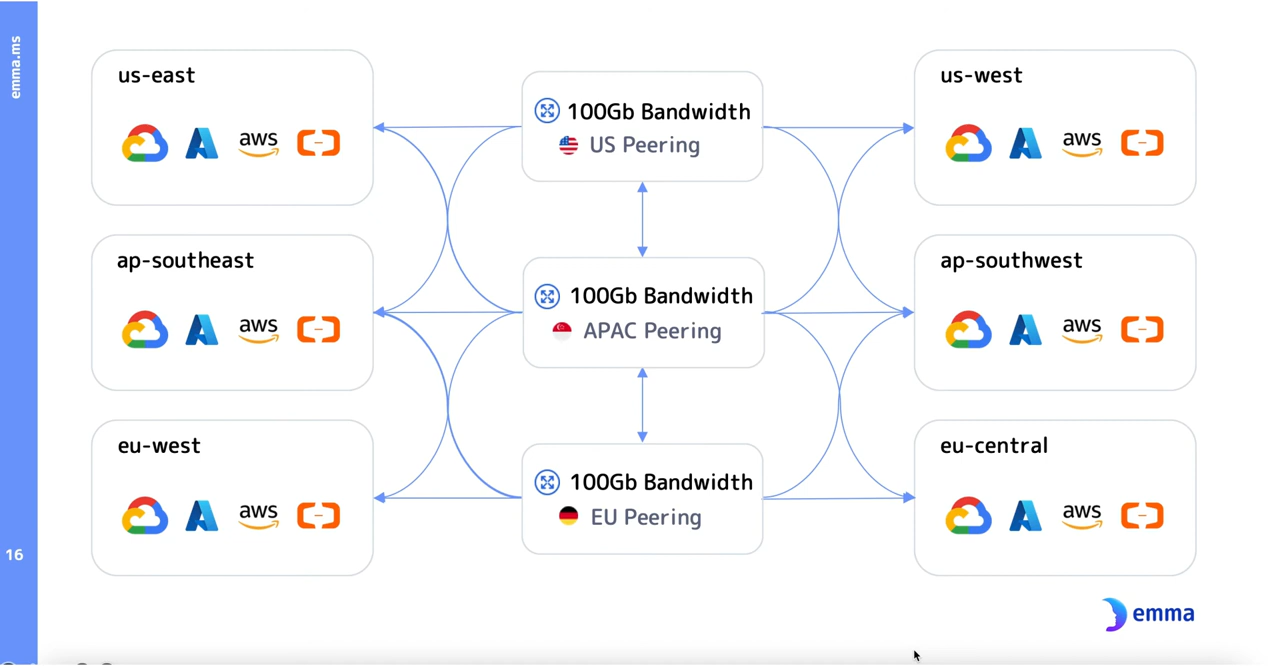 emma.ms
us-east
aws
100Gb Bandwidth
US Peering
us-west
aws
ap-southeast
aws
100Gb Bandwidth
APAC Peering
ap-southwest
aws
eu-west
aws
100Gb Bandwidth
EU Peering
eu-central
aws
16
emma